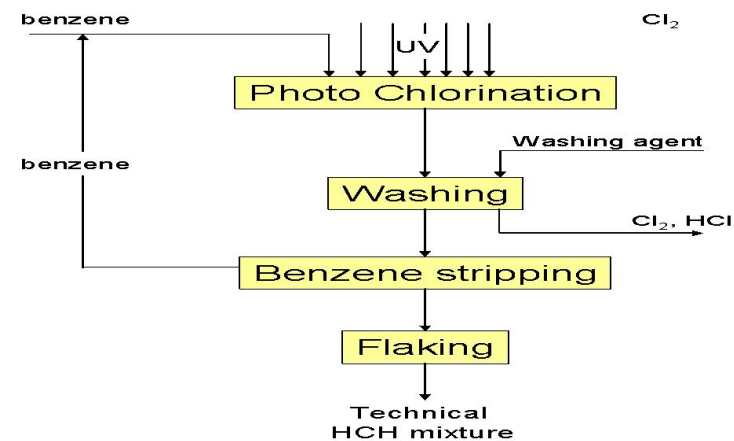 benzene
Cl₂
UV
Photo Chlorination
Washing agent
benzene
Washing
Cl₂, HCl
Benzene stripping
Flaking
Technical
HCH mixture